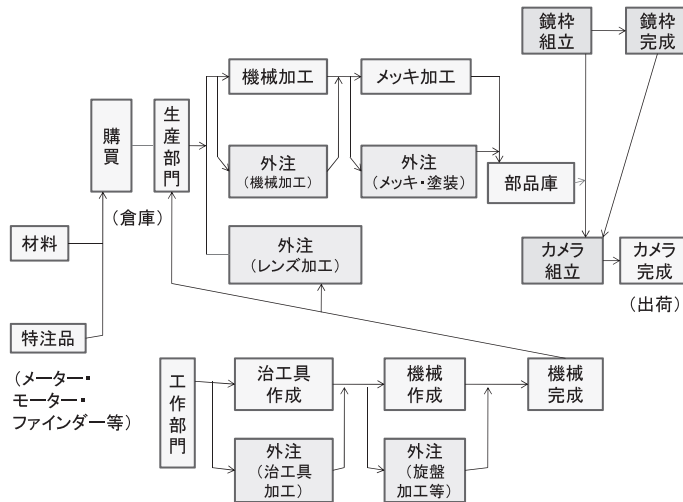 鏡枠
組立
鏡枠
完成
機械加工
メッキ加工
購買
生産部門
外注
(機械加工)
外注
(メッキ・塗装)
部品庫
(倉庫)
材料
外注
(レンズ加工)
カメラ
組立
カメラ
完成
(出荷)
特注品
(メーター・
モーター・
ファインダー等)
工作部門
治工具
作成
機械
作成
機械
完成
外注
(治工具
加工)
外注
(旋盤
加工等)